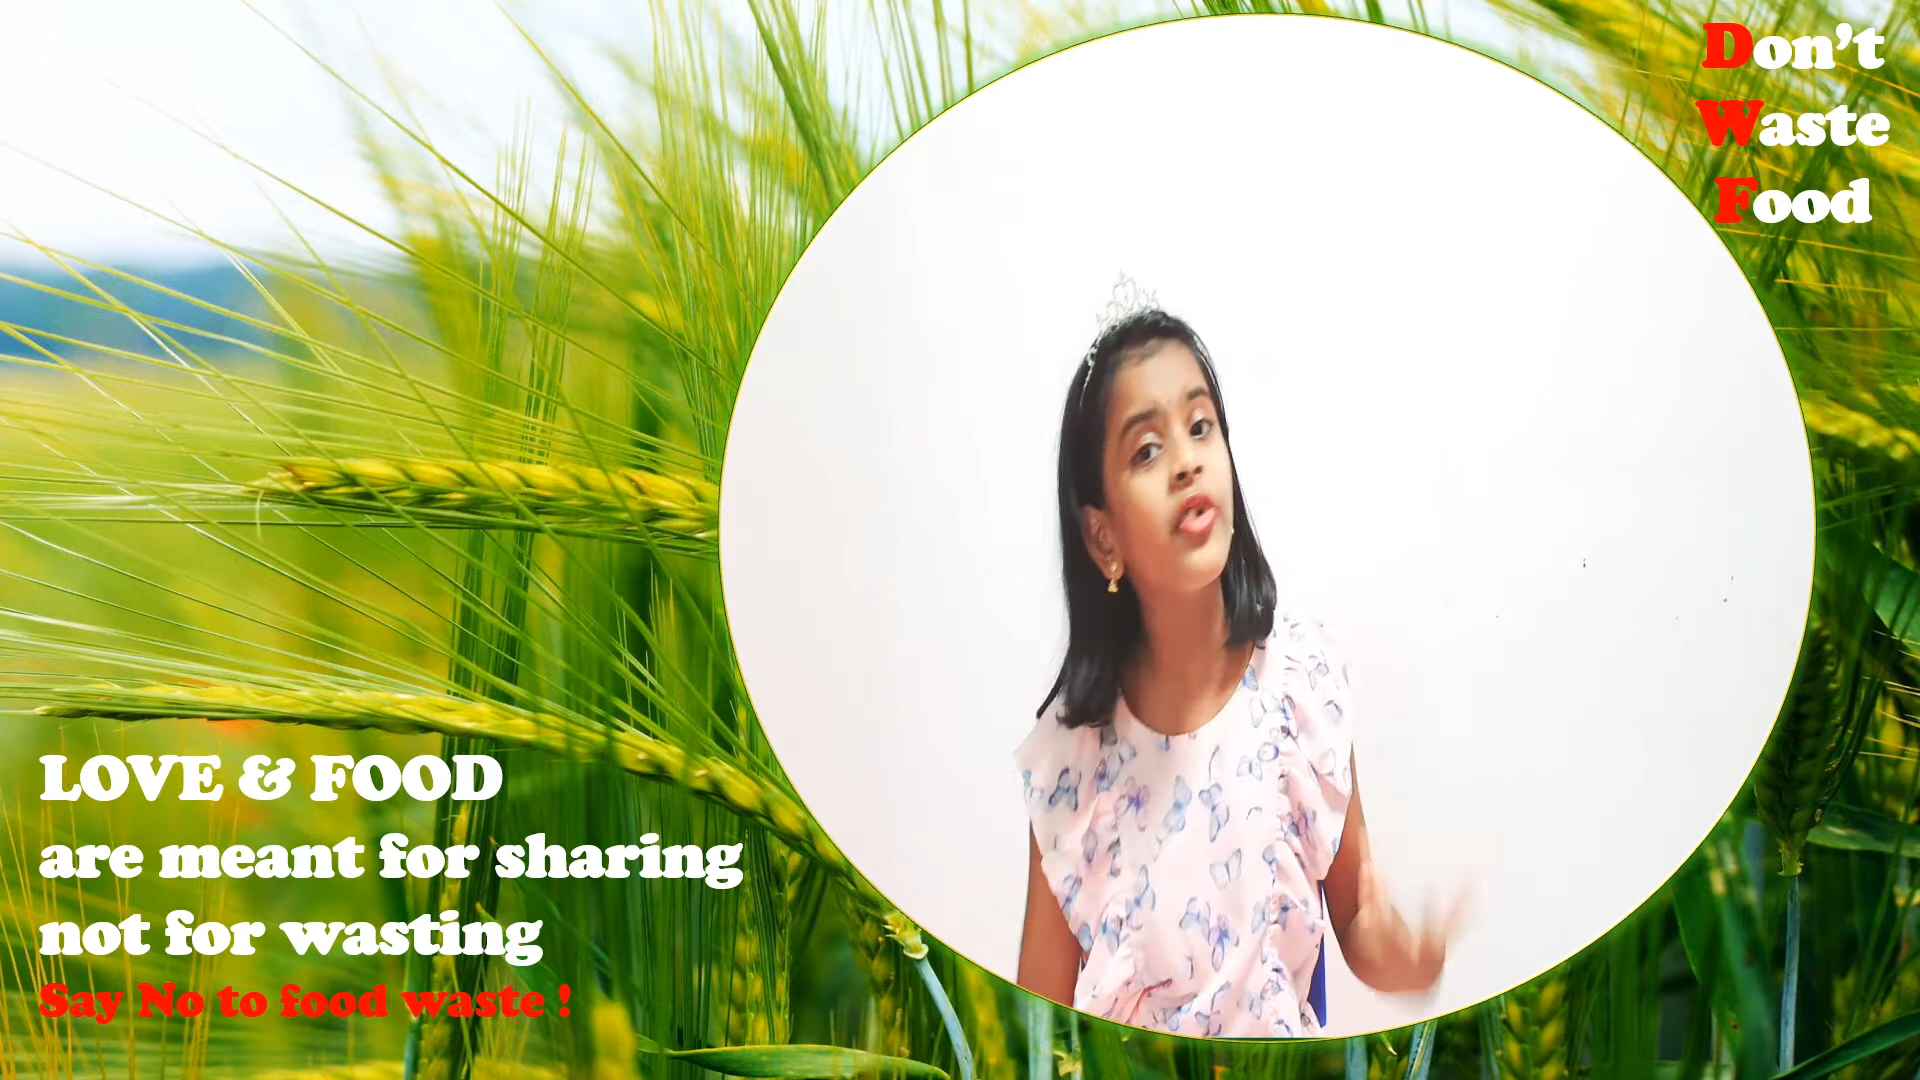 Don't
Waste
Food
LOVE & FOOD
are meant for sharing
not for wasting
Say No to food waste !